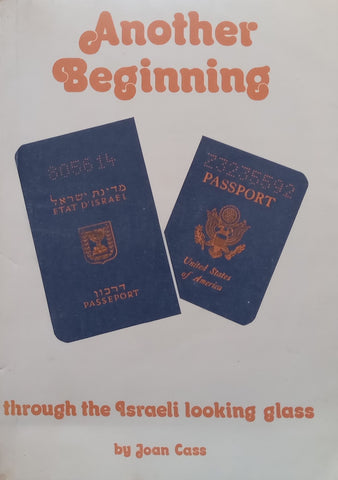 Another
Beginning
605614
מדינת ישראל
ETAT D'ISRAEL
דרכון
PASSEPORT
Z3235592
PASSPORT
United States
of America
through the Israeli looking glass
by Joan Cass